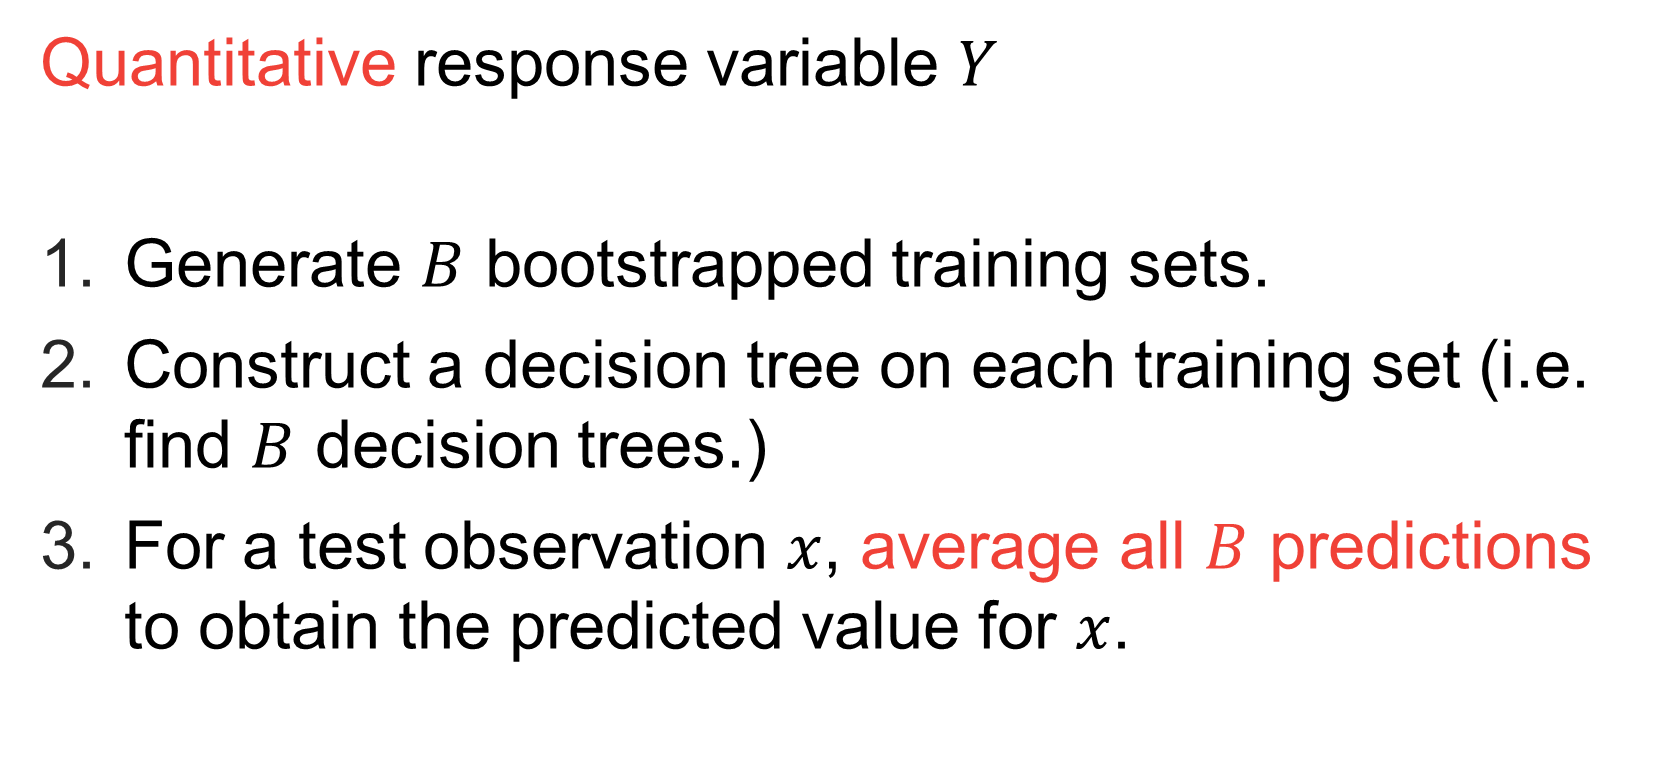 Quantitative response variable Y
1. Generate B bootstrapped training sets.
2. Construct a decision tree on each training set (i.e.
find B decision trees.)
3. For a test observation x, average all B predictions
to obtain the predicted value for x.